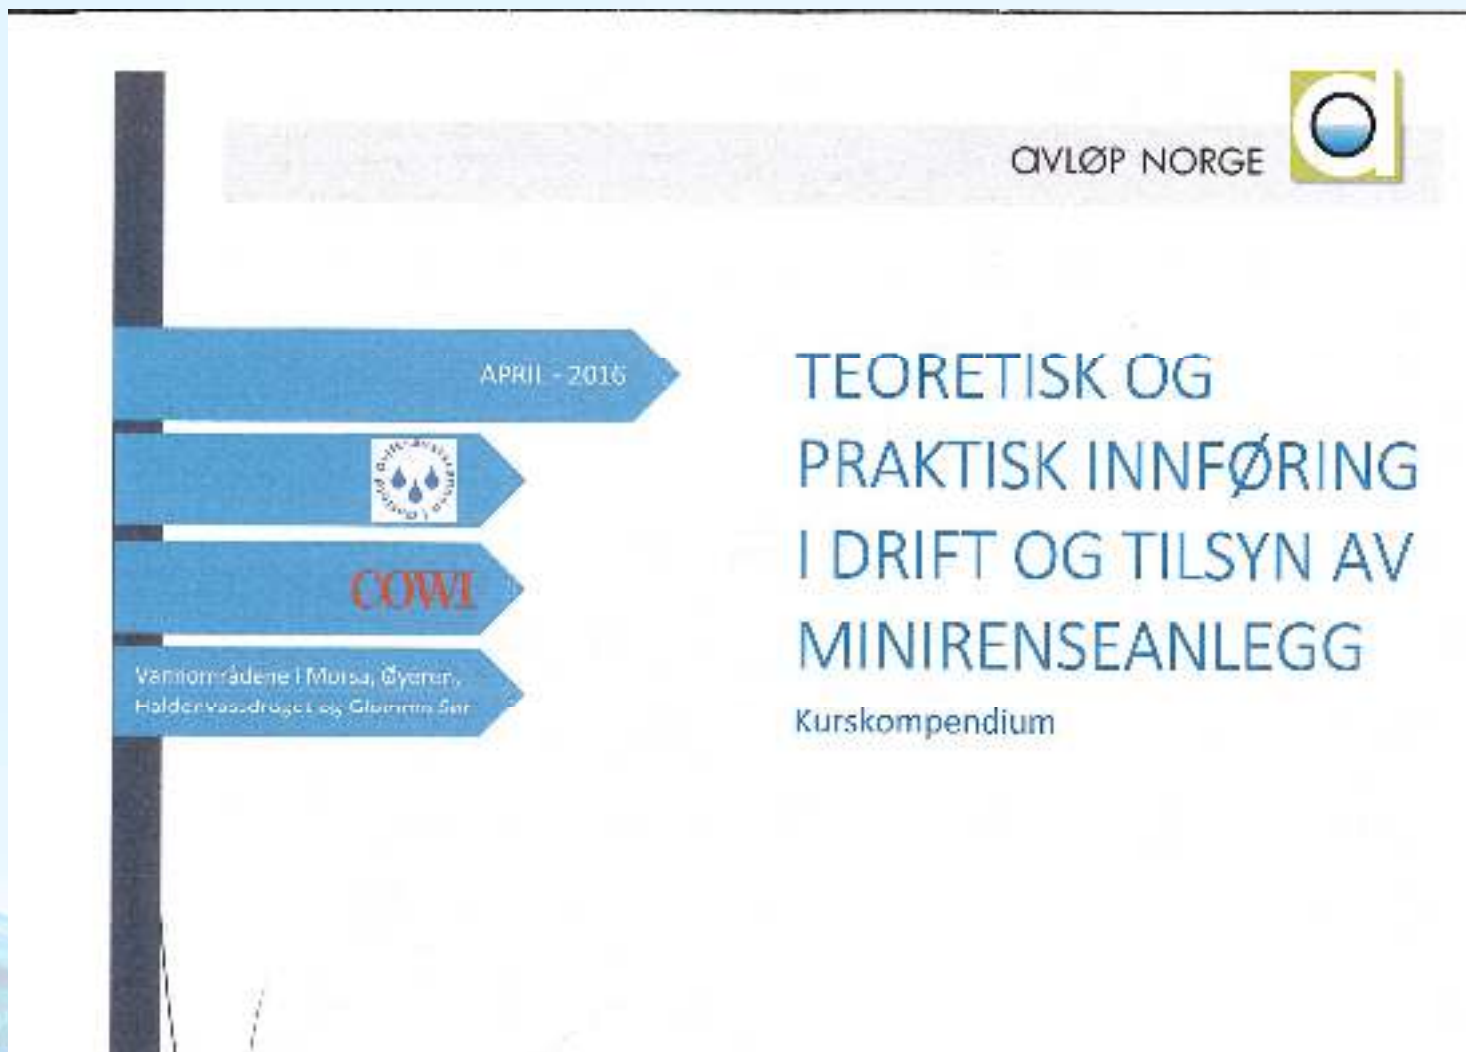 AVLØP NORGE
APRIL - 2016
COWI
Vannområdene i Morsa, Øyeren,
Haldenvassdraget og Glomma Sør
TEORETISK OG
PRAKTISK INNFØRING
I DRIFT OG TILSYN AV
MINIRENSEANLEGG
Kurskompendium